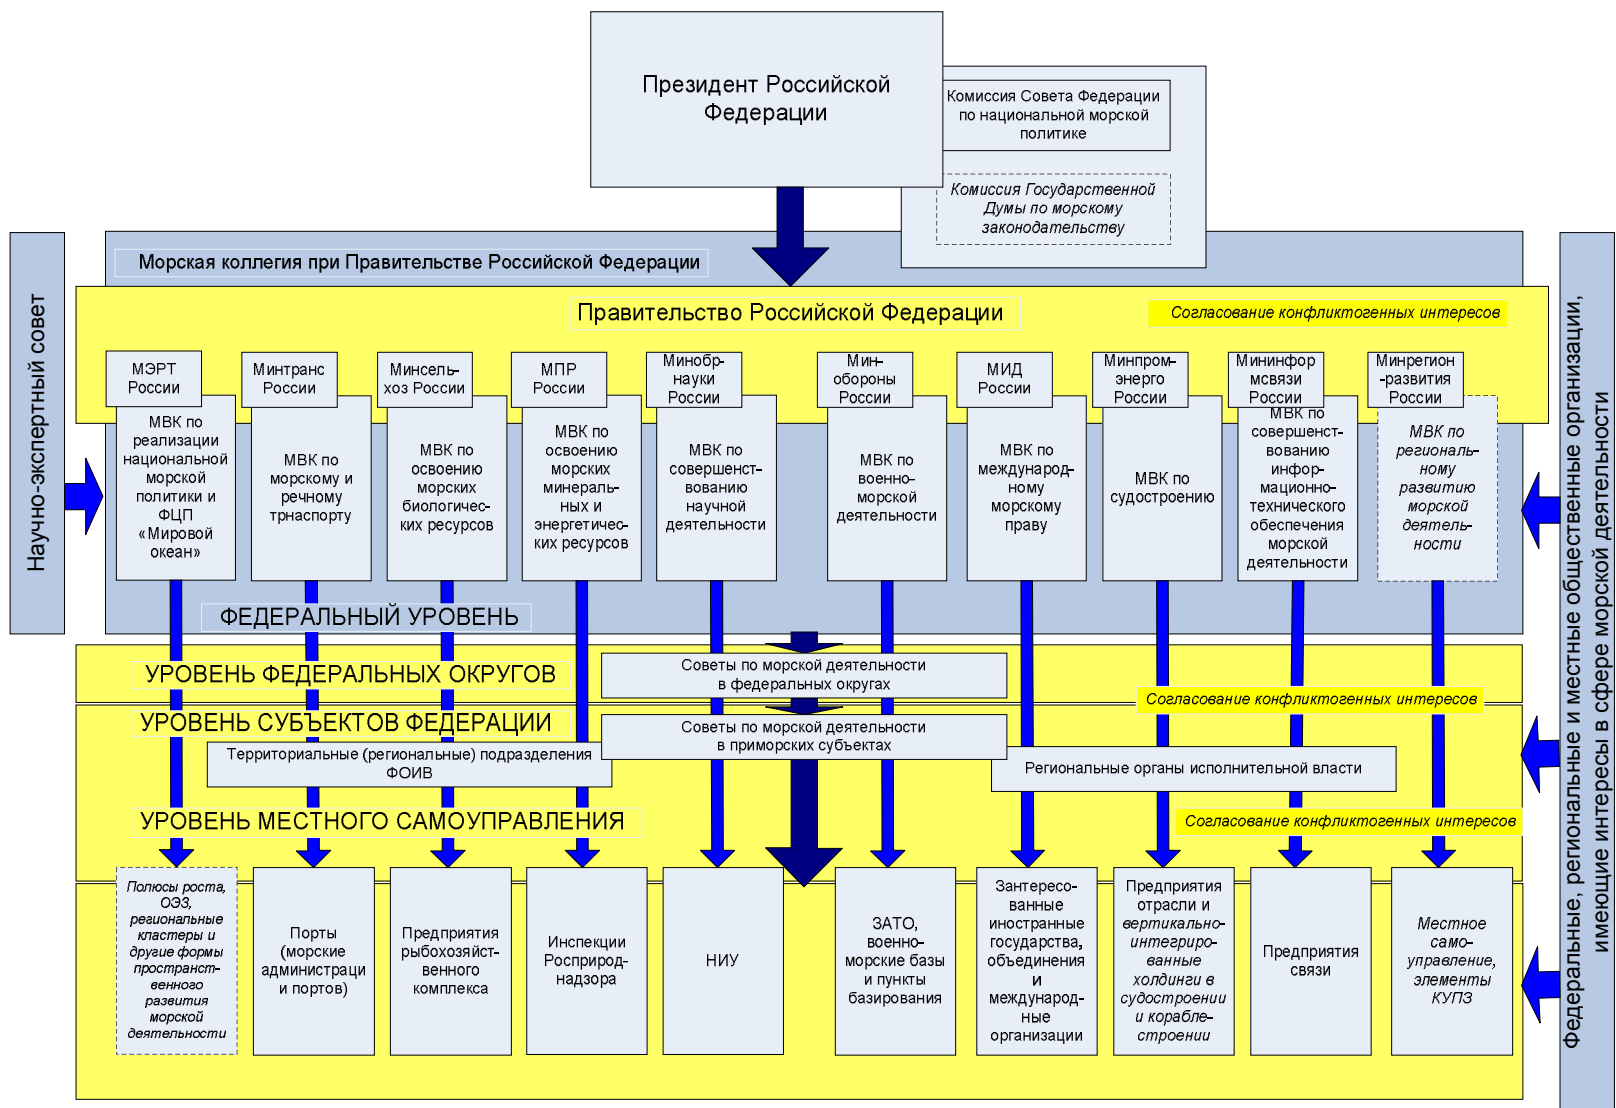 Президент Российской
Федерации
Комиссия Совета Федерации
по национальной морской
политике
Комиссия Государственной
Думы по морскому
законодательству
Морская коллегия при Правительстве Российской Федерации
Правительство Российской Федерации
Согласование конфликтогенных интересов
Научно-экспертный совет
Федеральные, региональные и местные общественные организации,
имеющие интересы в сфере морской деятельности
МЭРТ
России
Минтранс
России
Минсель-
хоз России
МПР
России
Минобр-
науки
России
Мин-
обороны
России
МИД
России
Минпром-
энерго
России
Мининфор
мсвязи
России
Минрегион
-развития
России
МВК по
реализации
национальной
морской
политики и
ФЦП
«Мировой
океан»
МВК по
морскому и
речному
трнаспорту
МВК по
освоению
морских
биологичес-
ких ресурсов
МВК по
освоению
морских
минераль-
ных и
энергетичес-
ких ресурсов
МВК по
совершенст-
вованию
научной
деятельности
МВК по
военно-
морской
деятельности
МВК по
международ-
ному
морскому
праву
МВК по
судостроению
МВК по
совершенст-
вованию
инфор-
мационно-
технического
обеспечения
морской
деятельности
МВК по
региональ-
ному
развитию
морской
деятель-
ности
ФЕДЕРАЛЬНЫЙ УРОВЕНЬ
УРОВЕНЬ ФЕДЕРАЛЬНЫХ ОКРУГОВ
Советы по морской деятельности
в федеральных округах
Согласование конфликтогенных интересов
УРОВЕНЬ СУБЪЕКТОВ ФЕДЕРАЦИИ
Советы по морской деятельности
в приморских субъектах
Территориальные (региональные) подразделения
ФОИВ
Региональные органы исполнительной власти
УРОВЕНЬ МЕСТНОГО САМОУПРАВЛЕНИЯ
Согласование конфликтогенных интересов
Полюсы роста,
ОЭЗ,
региональные
кластеры и
другие формы
пространст-
венного
развития
морской
деятельности
Порты
(морские
администраци
и портов)
Предприятия
рыбохозяйст-
венного
комплекса
Инспекции
Росприрод-
надзора
НИУ
ЗАТО,
военно-
морские базы
и пункты
базирования
Зантересо-
ванные
иностранные
государства,
объединения
и
международ-
ные
организации
Предприятия
отрасли и
вертикально-
интегриро-
ванные
холдинги в
судостроении
и корабле-
строении
Предприятия
связи
Местное
само-
управление,
элементы
КУПЗ